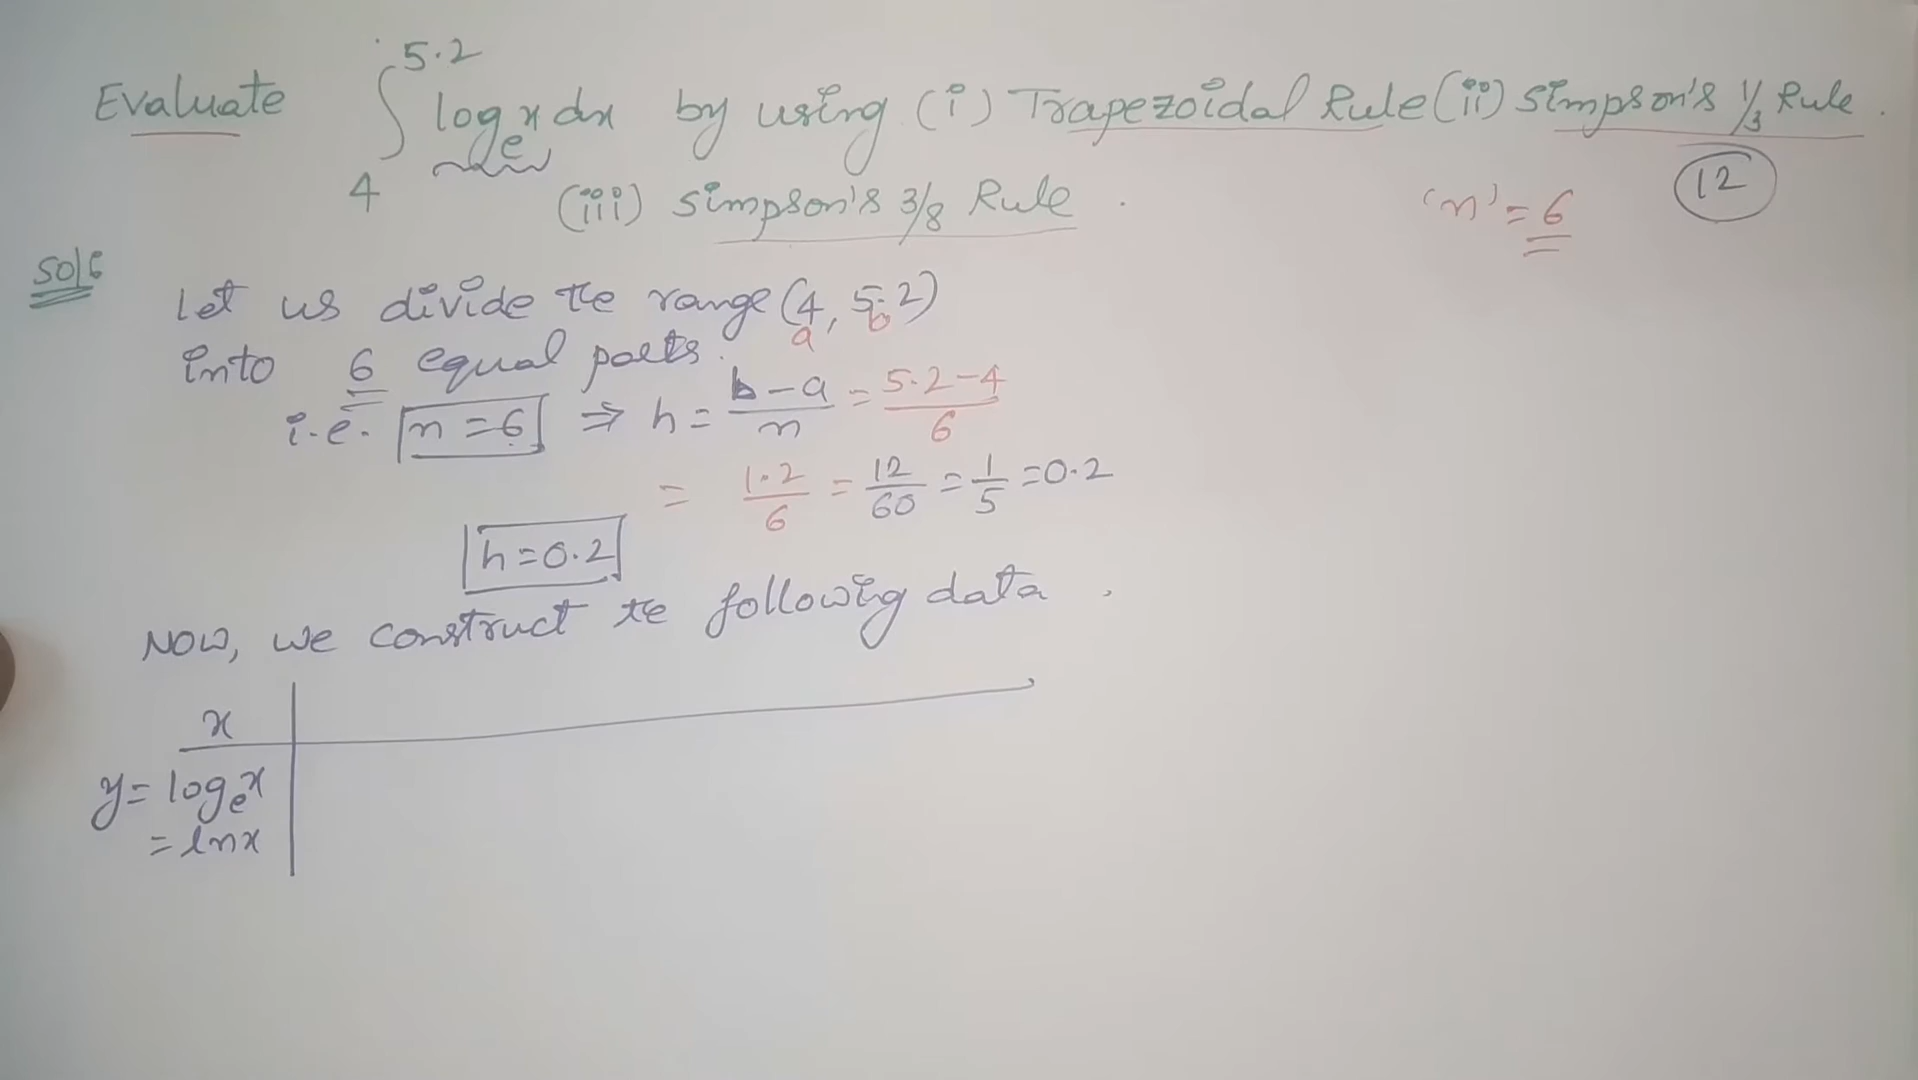 Evaluate ∫ 4 5.2 logₑx dx by using (i) Trapezoidal Rule (ii) Simpson's 1/3 Rule.
(iii) Simpson's 3/8 Rule. 'n' = 6 12
Sol:
Let us divide the range (4, 5.2)
a b
into 6 equal parts.
i.e. n = 6 ⇒ h = b-a/n = 5.2-4/6
= 1.2/6 = 12/60 = 1/5 = 0.2
h = 0.2
Now, we construct the following data.
x
y = logₑx
= lnx